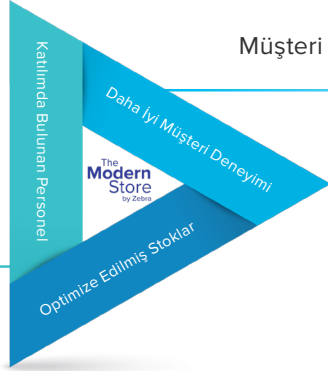 Müşteri
Katılımda Bulunan Personel
Daha İyi Müşteri Deneyimi
The
Modern
Store
by Zebra
Optimize Edilmiş Stoklar